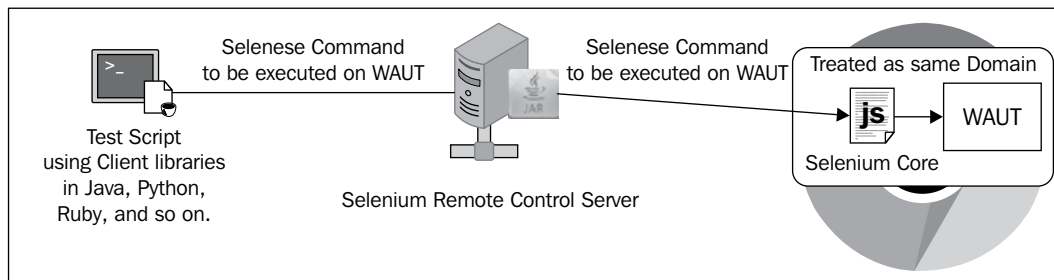 >_
Test Script
using Client libraries
in Java, Python,
Ruby, and so on.
Selenese Command
to be executed on WAUT
JAR
Selenium Remote Control Server
Selenese Command
to be executed on WAUT
Treated as same Domain
js
Selenium Core
WAUT